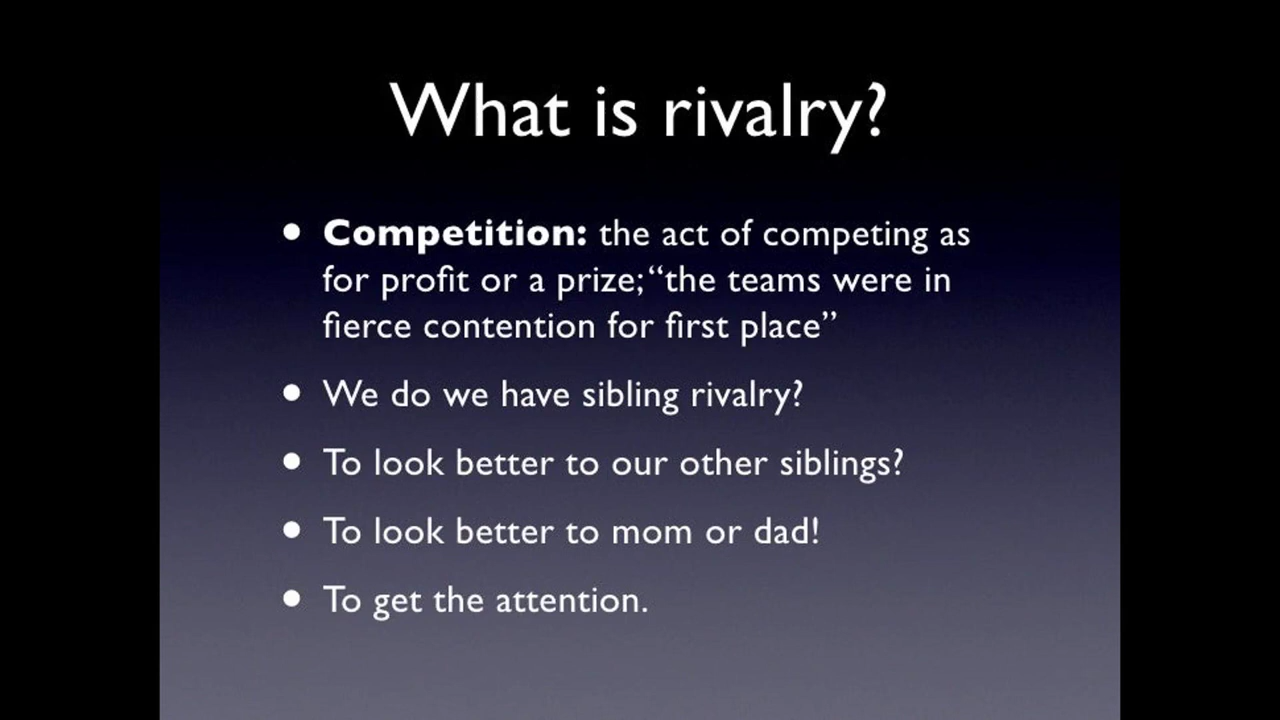 What is rivalry?
• Competition: the act of competing as
for profit or a prize; “the teams were in
fierce contention for first place”
• We do we have sibling rivalry?
• To look better to our other siblings?
• To look better to mom or dad!
• To get the attention.